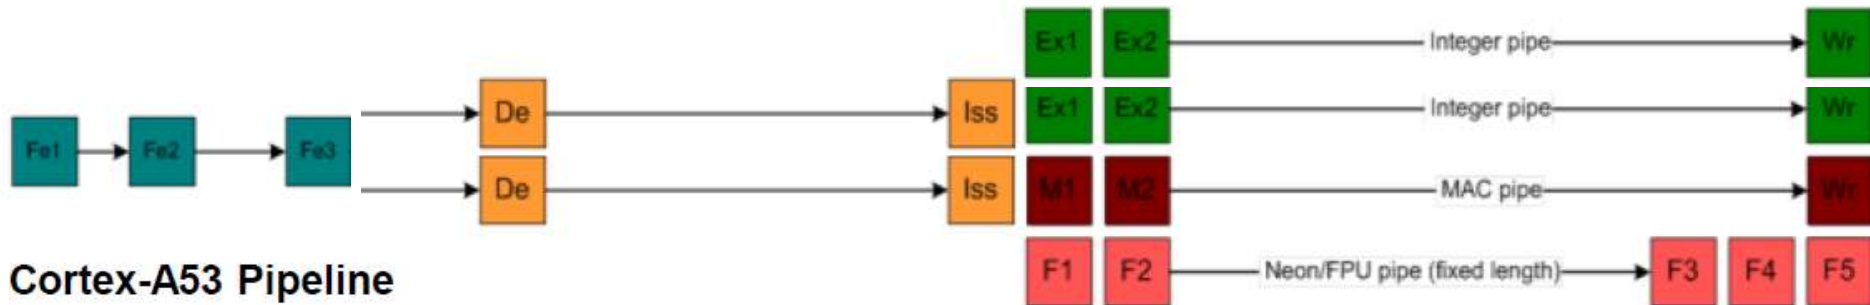 Ex1 Ex2 Integer pipe Wr
De Iss Ex1 Ex2 Integer pipe Wr
Fe1 Fe2 Fe3
De Iss M1 M2 MAC pipe Wr
F1 F2 Neon/FPU pipe (fixed length) F3 F4 F5
Cortex-A53 Pipeline